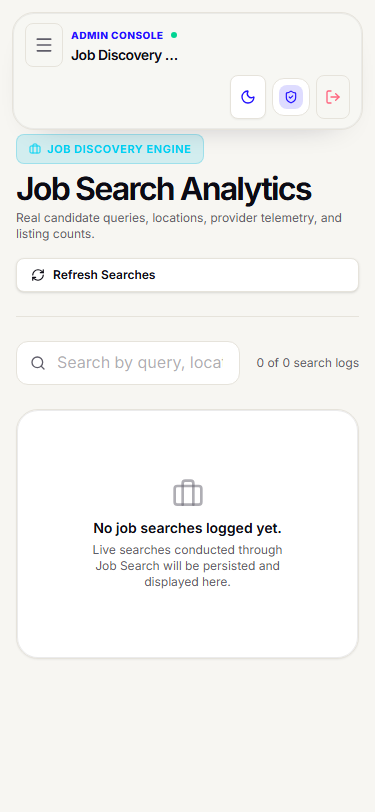 ADMIN CONSOLE
Job Discovery ...
JOB DISCOVERY ENGINE
Job Search Analytics
Real candidate queries, locations, provider telemetry, and
listing counts.
Refresh Searches
Search by query, loca
0 of 0 search logs
No job searches logged yet.
Live searches conducted through
Job Search will be persisted and
displayed here.